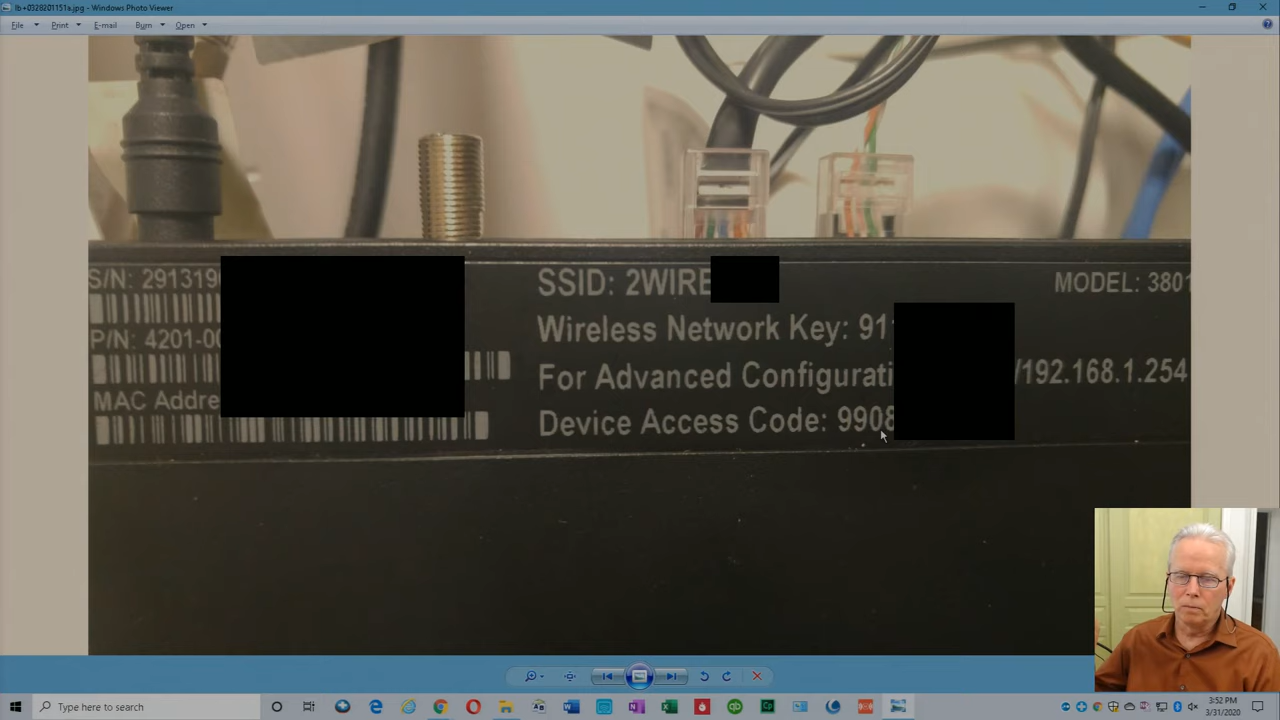 lb+0328201151a.jpg - Windows Photo Viewer
File Print E-mail Burn Open
S/N: 291319
P/N: 4201-00
MAC Addre
SSID: 2WIRE
Wireless Network Key: 91
For Advanced Configurati
/192.168.1.254
Device Access Code: 9908
MODEL: 3801
Type here to search
3:52 PM
3/31/2020